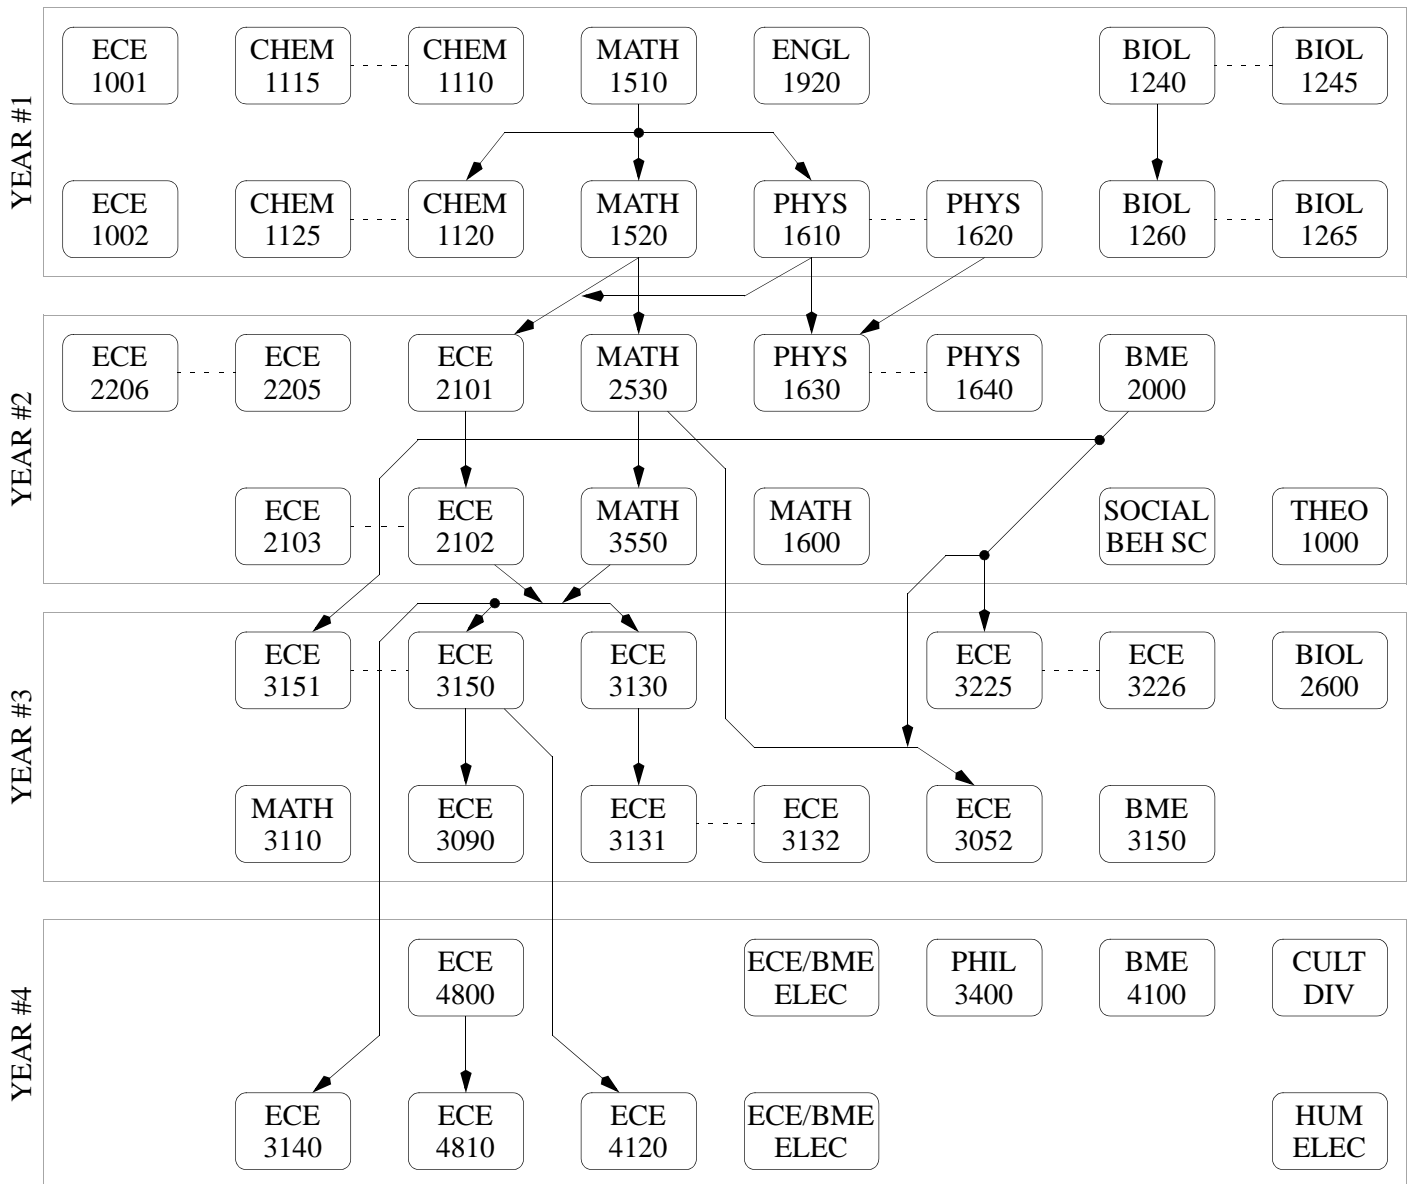 YEAR #1
ECE
1001
CHEM
1115
CHEM
1110
MATH
1510
ENGL
1920
BIOL
1240
BIOL
1245
ECE
1002
CHEM
1125
CHEM
1120
MATH
1520
PHYS
1610
PHYS
1620
BIOL
1260
BIOL
1265
YEAR #2
ECE
2206
ECE
2205
ECE
2101
MATH
2530
PHYS
1630
PHYS
1640
BME
2000
ECE
2103
ECE
2102
MATH
3550
MATH
1600
SOCIAL
BEH SC
THEO
1000
YEAR #3
ECE
3151
ECE
3150
ECE
3130
ECE
3225
ECE
3226
BIOL
2600
MATH
3110
ECE
3090
ECE
3131
ECE
3132
ECE
3052
BME
3150
YEAR #4
ECE
4800
ECE/BME
ELEC
PHIL
3400
BME
4100
CULT
DIV
ECE
3140
ECE
4810
ECE
4120
ECE/BME
ELEC
HUM
ELEC